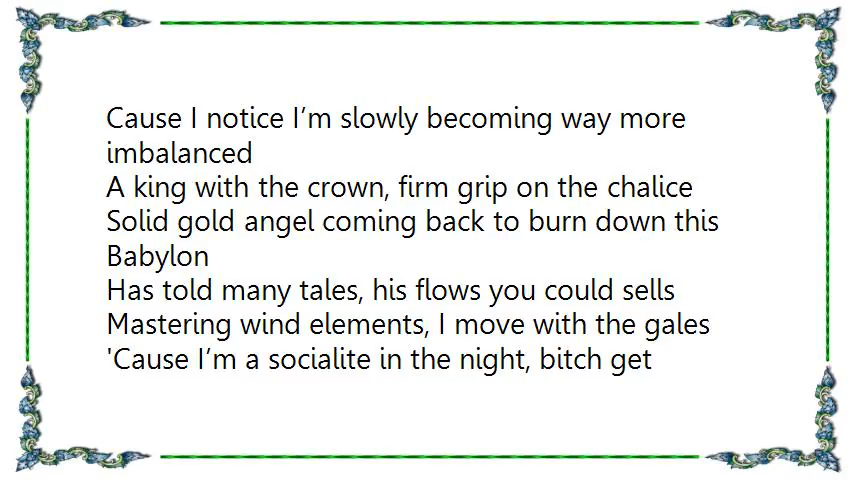 Cause I notice I’m slowly becoming way more
imbalanced
A king with the crown, firm grip on the chalice
Solid gold angel coming back to burn down this
Babylon
Has told many tales, his flows you could sells
Mastering wind elements, I move with the gales
'Cause I’m a socialite in the night, bitch get